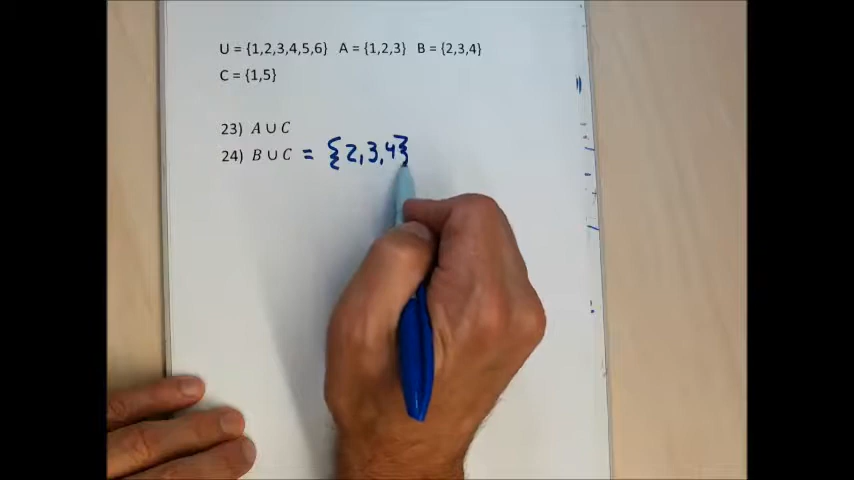 U = {1,2,3,4,5,6} A = {1,2,3} B = {2,3,4}
C = {1,5}
23) A ∪ C
24) B ∪ C = {2,3,4}